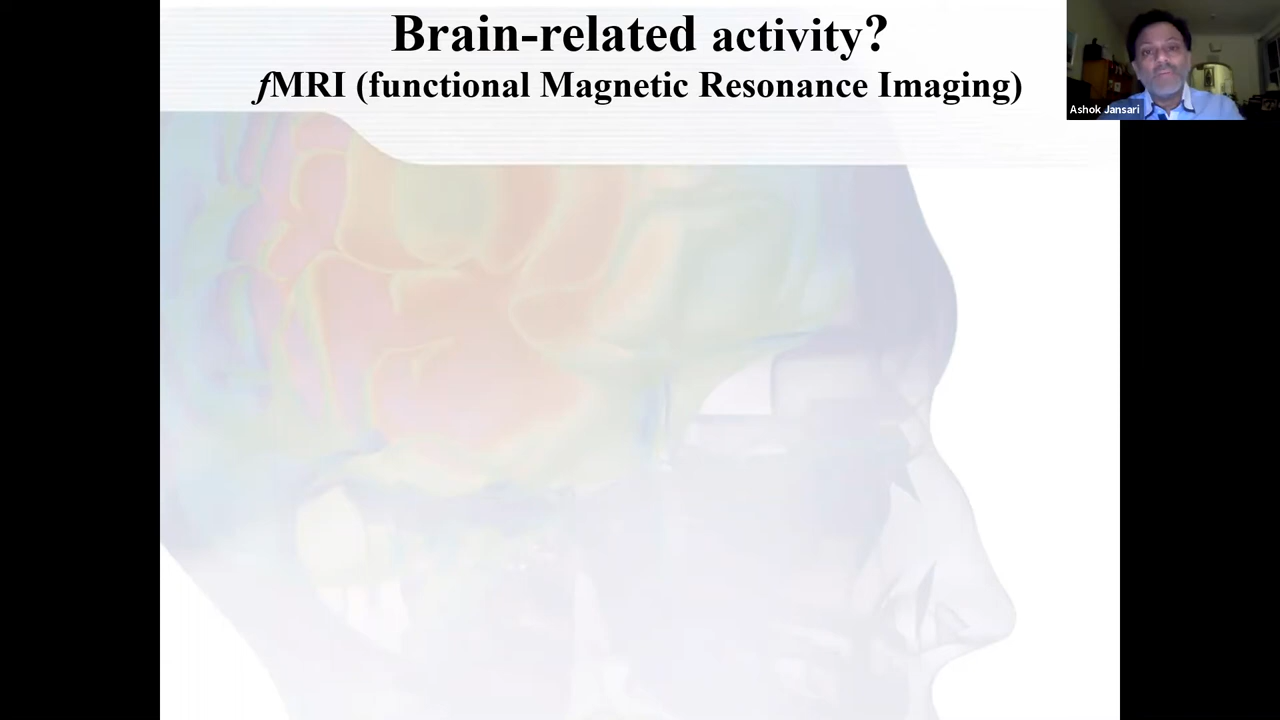 Brain-related activity?
fMRI (functional Magnetic Resonance Imaging)
Ashok Jansari